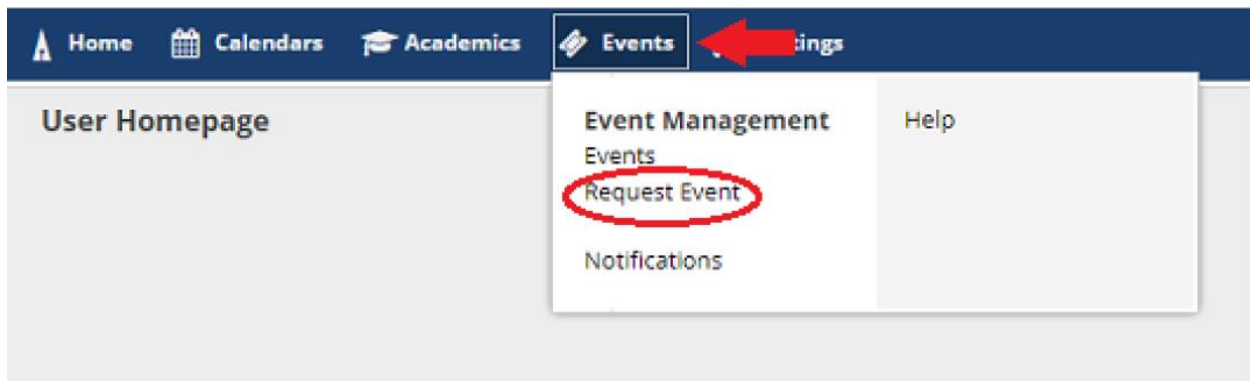 Home Calendars Academics Events
User Homepage
Event Management
Events
Request Event
Notifications
Help